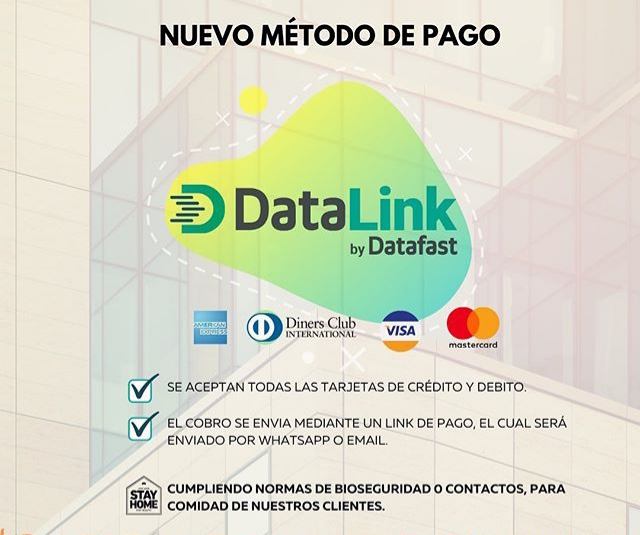 NUEVO MÉTODO DE PAGO
DataLink
by Datafast
AMERICAN
EXPRESS
Diners Club
INTERNATIONAL
VISA
mastercard
SE ACEPTAN TODAS LAS TARJETAS DE CRÉDITO Y DEBITO.
EL COBRO SE ENVIA MEDIANTE UN LINK DE PAGO, EL CUAL SERÁ
ENVIADO POR WHATSAPP O EMAIL.
STAY
HOME
CUMPLIENDO NORMAS DE BIOSEGURIDAD 0 CONTACTOS, PARA
COMIDAD DE NUESTROS CLIENTES.